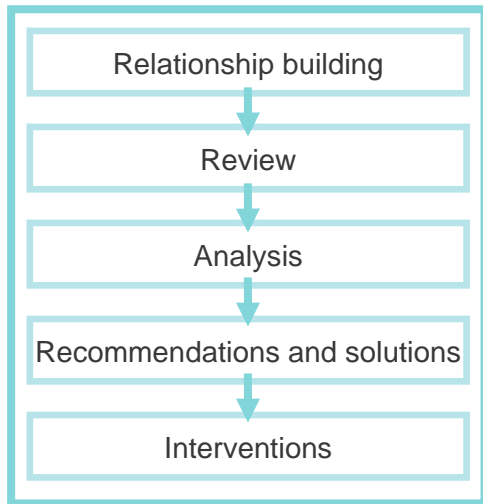 Relationship building
Review
Analysis
Recommendations and solutions
Interventions